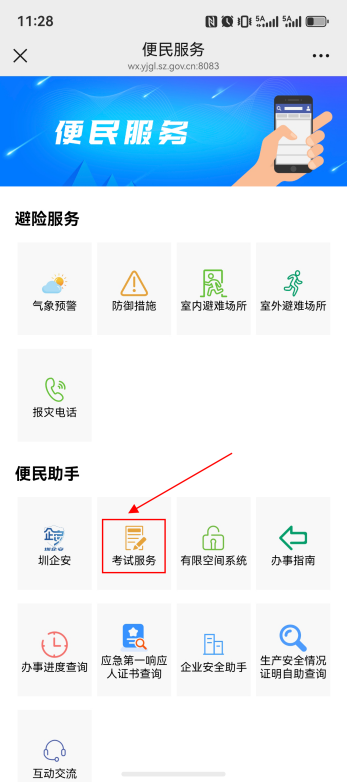 11:28
5A 5A
便民服务
wx.yjgl.sz.gov.cn:8083
便民服务
避险服务
气象预警
防御措施
室内避难场所
室外避难场所
报灾电话
便民助手
圳企安
考试服务
有限空间系统
办事指南
办事进度查询
应急第一响应
人证书查询
企业安全助手
生产安全情况
证明自助查询
互动交流